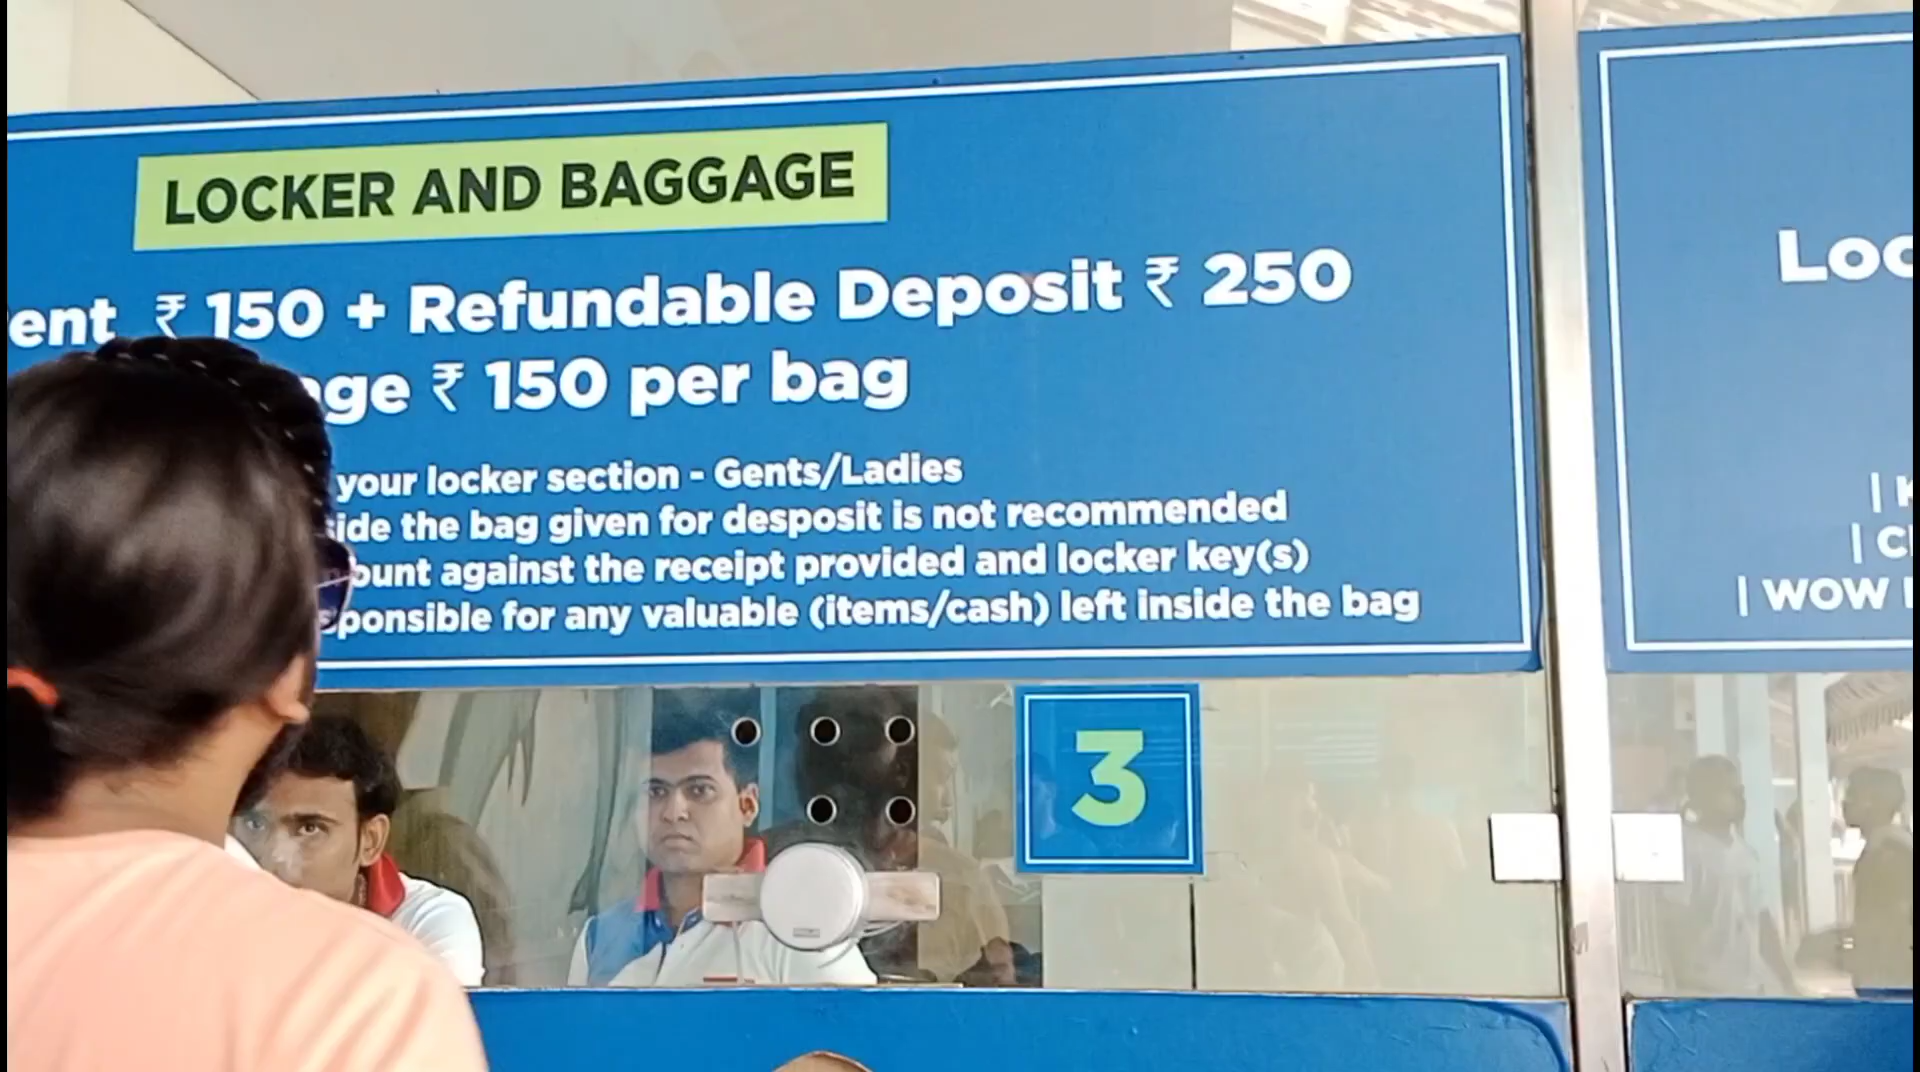 LOCKER AND BAGGAGE
ent ₹ 150 + Refundable Deposit ₹ 250
ge ₹ 150 per bag
your locker section - Gents/Ladies
ide the bag given for desposit is not recommended
ount against the receipt provided and locker key(s)
sponsible for any valuable (items/cash) left inside the bag
3
Loc
| K
| C
| WOW